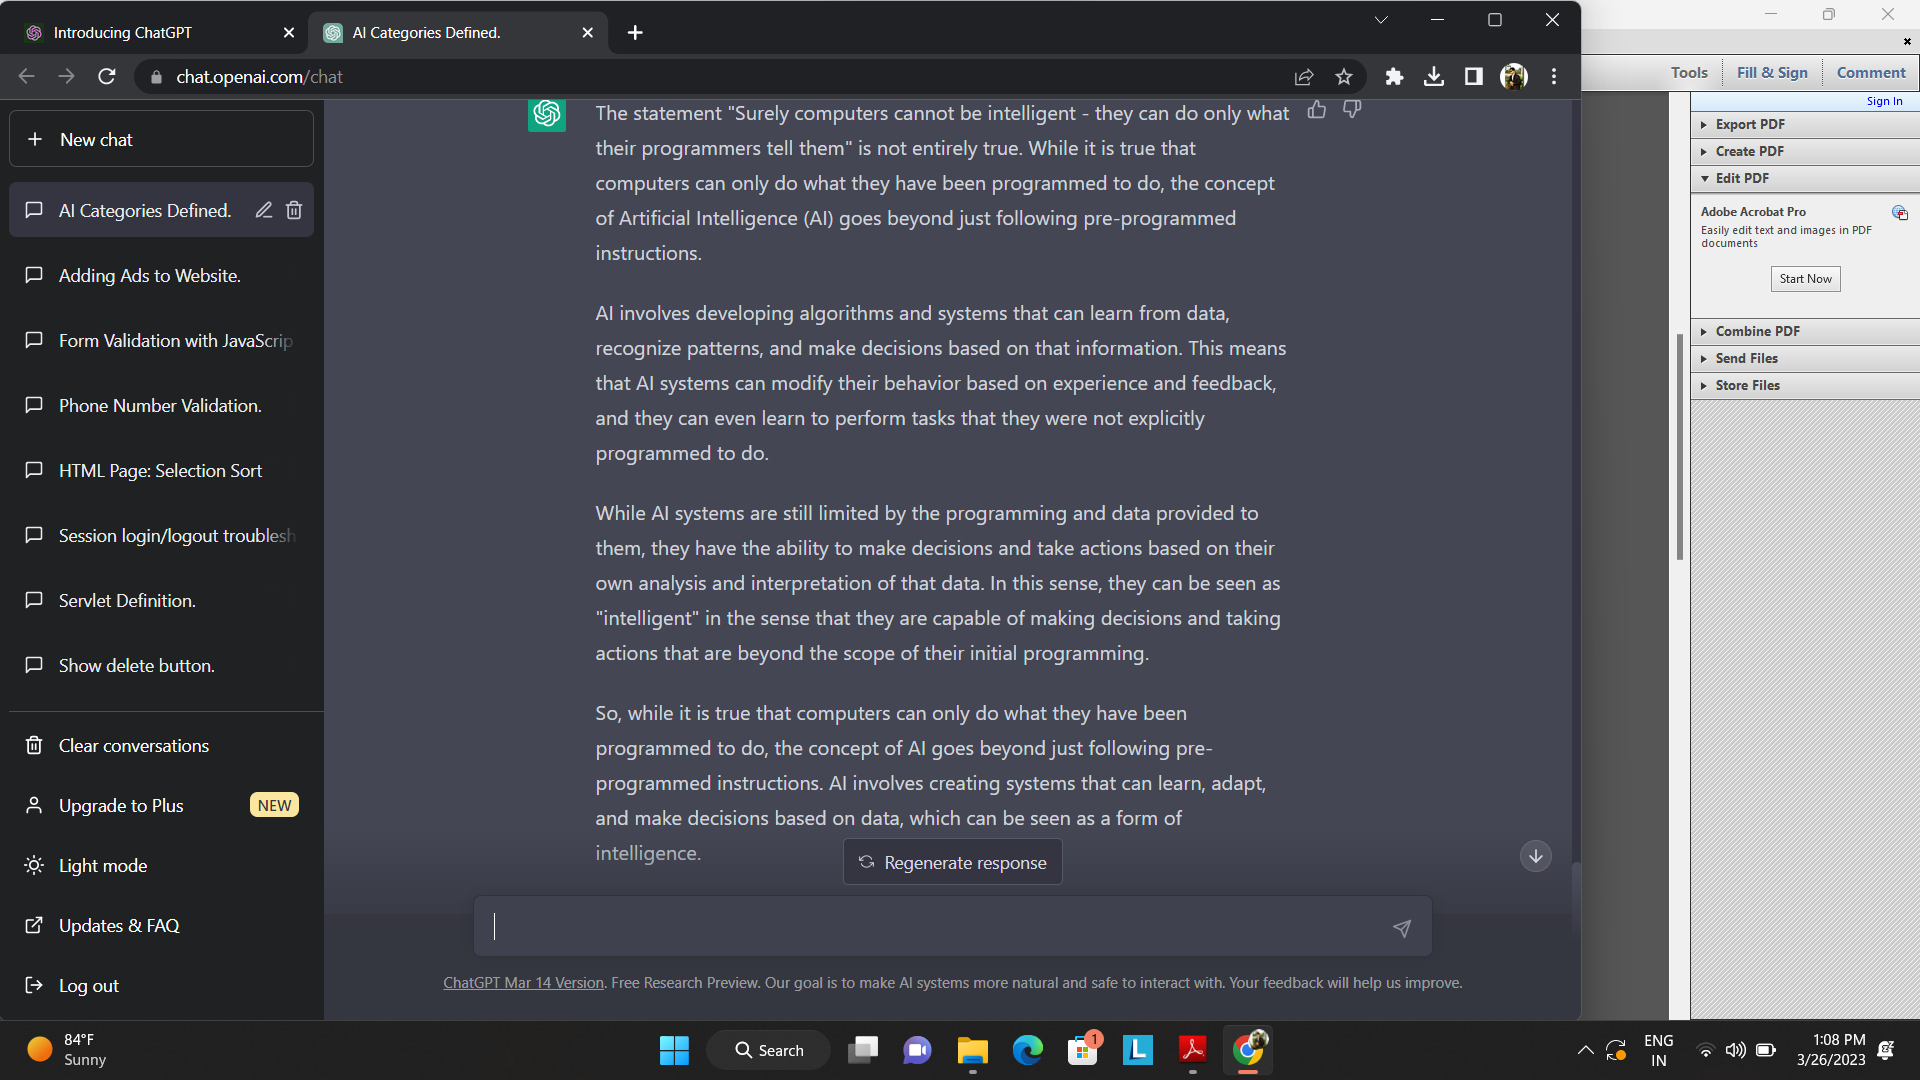 Introducing ChatGPT
AI Categories Defined.
chat.openai.com/chat
New chat
AI Categories Defined.
Adding Ads to Website.
Form Validation with JavaScrip
Phone Number Validation.
HTML Page: Selection Sort
Session login/logout troublesh
Servlet Definition.
Show delete button.
Clear conversations
Upgrade to Plus NEW
Light mode
Updates & FAQ
Log out
The statement "Surely computers cannot be intelligent - they can do only what
their programmers tell them" is not entirely true. While it is true that
computers can only do what they have been programmed to do, the concept
of Artificial Intelligence (AI) goes beyond just following pre-programmed
instructions.
AI involves developing algorithms and systems that can learn from data,
recognize patterns, and make decisions based on that information. This means
that AI systems can modify their behavior based on experience and feedback,
and they can even learn to perform tasks that they were not explicitly
programmed to do.
While AI systems are still limited by the programming and data provided to
them, they have the ability to make decisions and take actions based on their
own analysis and interpretation of that data. In this sense, they can be seen as
"intelligent" in the sense that they are capable of making decisions and taking
actions that are beyond the scope of their initial programming.
So, while it is true that computers can only do what they have been
programmed to do, the concept of AI goes beyond just following pre-
programmed instructions. AI involves creating systems that can learn, adapt,
and make decisions based on data, which can be seen as a form of
intelligence.
Regenerate response
ChatGPT Mar 14 Version. Free Research Preview. Our goal is to make AI systems more natural and safe to interact with. Your feedback will help us improve.
Tools Fill & Sign Comment
Sign In
Export PDF
Create PDF
Edit PDF
Adobe Acrobat Pro
Easily edit text and images in PDF
documents
Start Now
Combine PDF
Send Files
Store Files
84°F
Sunny
Search
1
L
ENG
IN
1:08 PM
3/26/2023